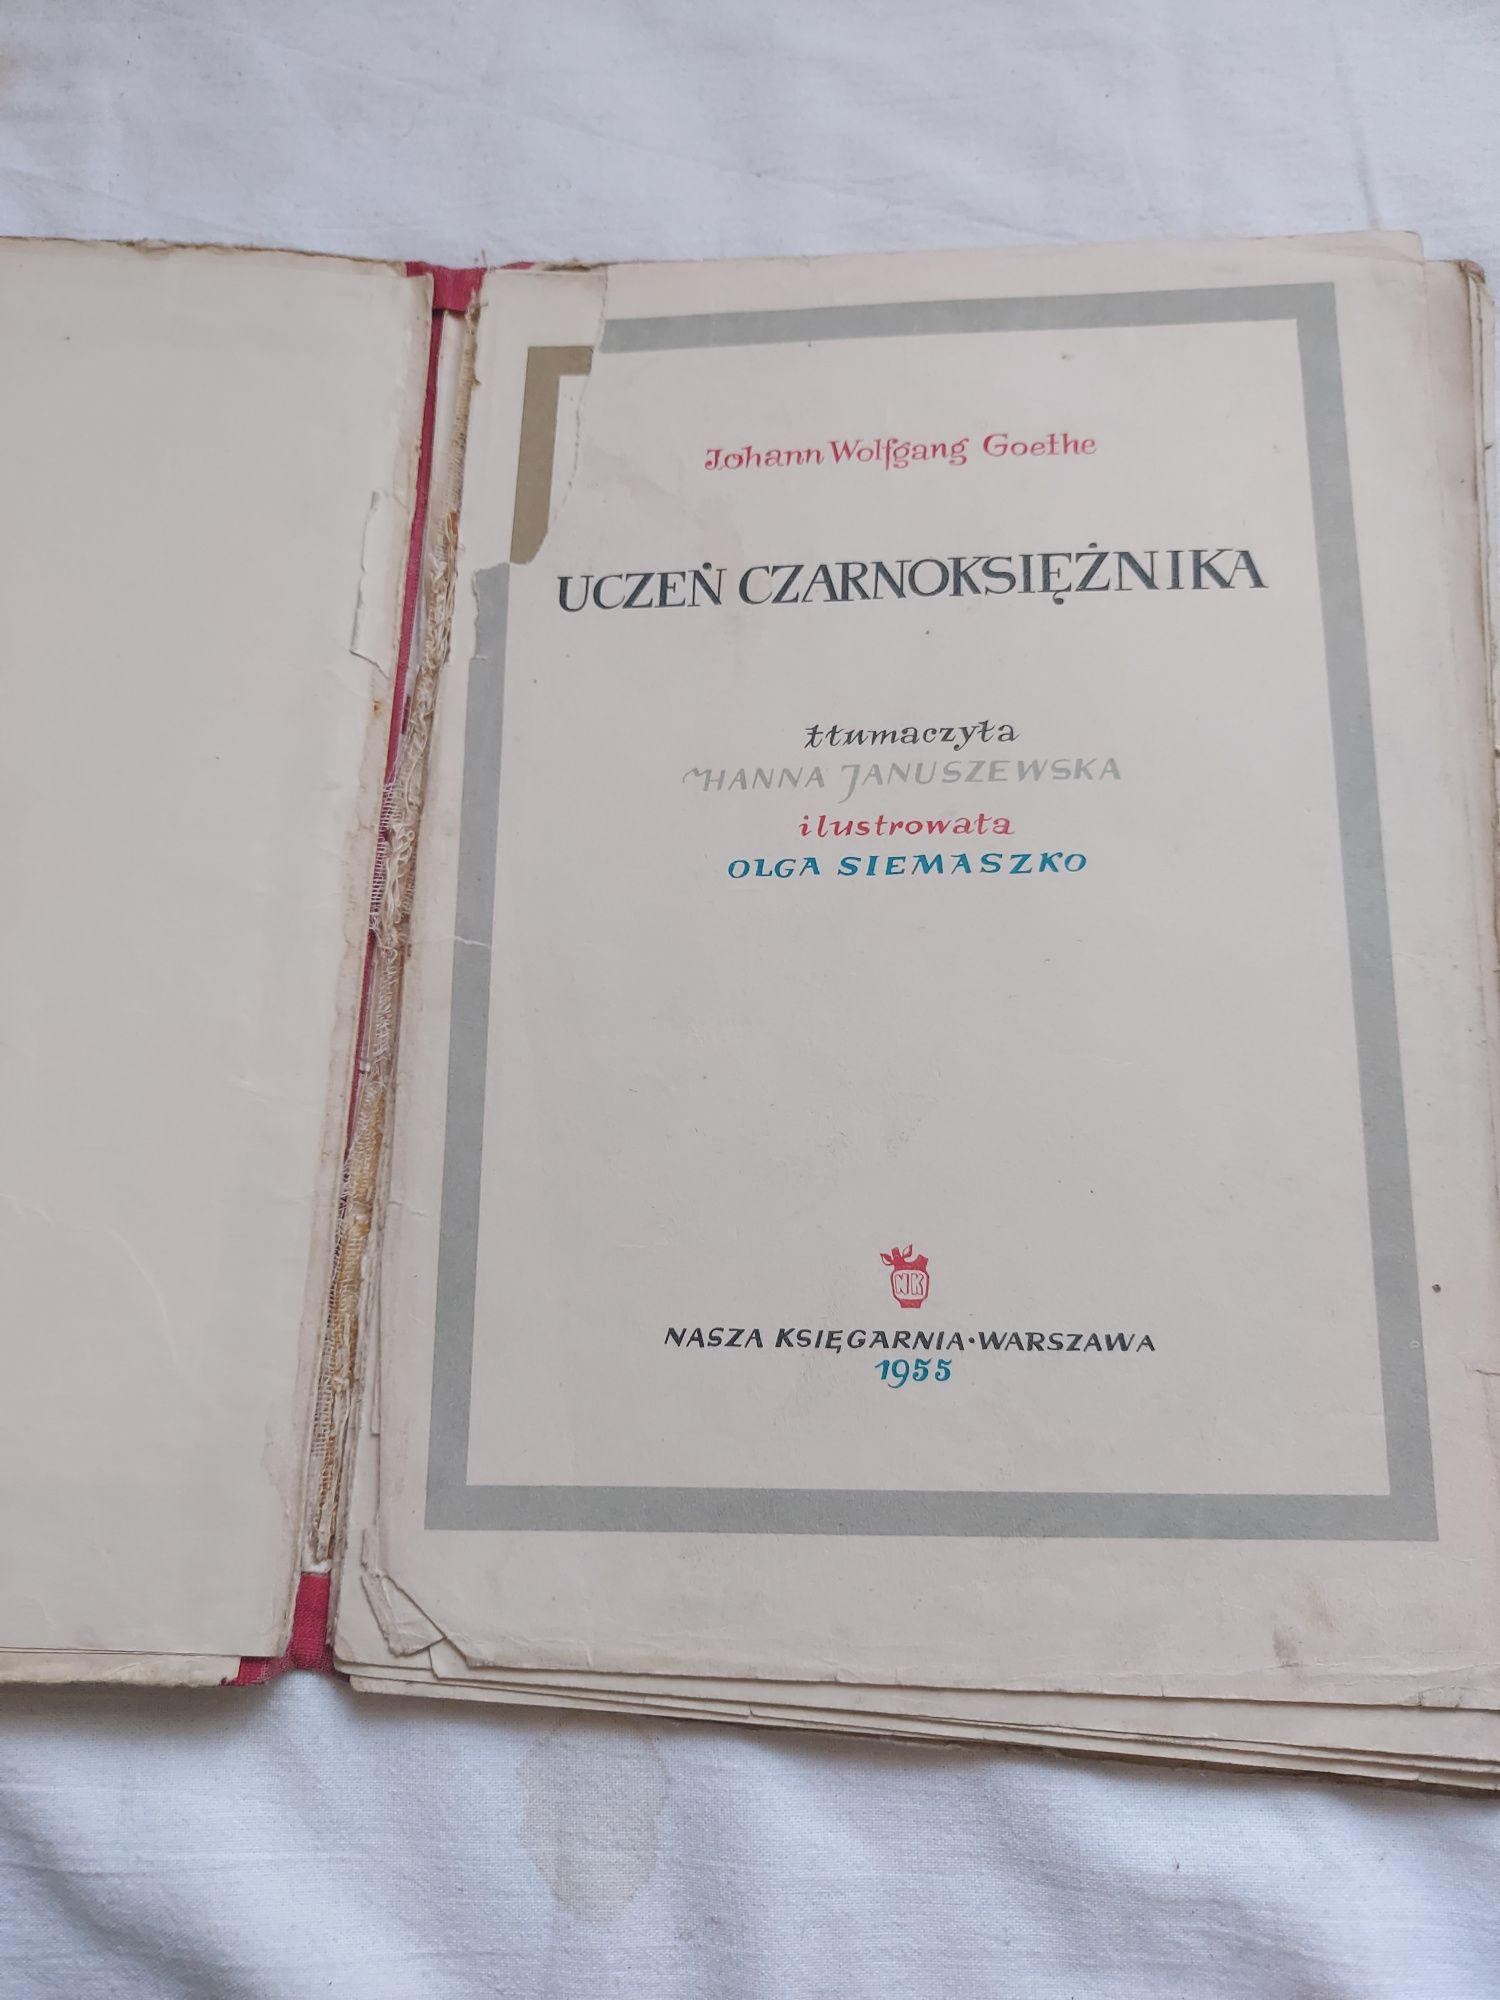 Johann Wolfgang Goethe
UCZEŃ CZARNOKSIĘŻNIKA
tłumaczyła
HANNA JANUSZEWSKA
ilustrowała
OLGA SIEMASZKO
NK
NASZA KSIĘGARNIA·WARSZAWA
1955